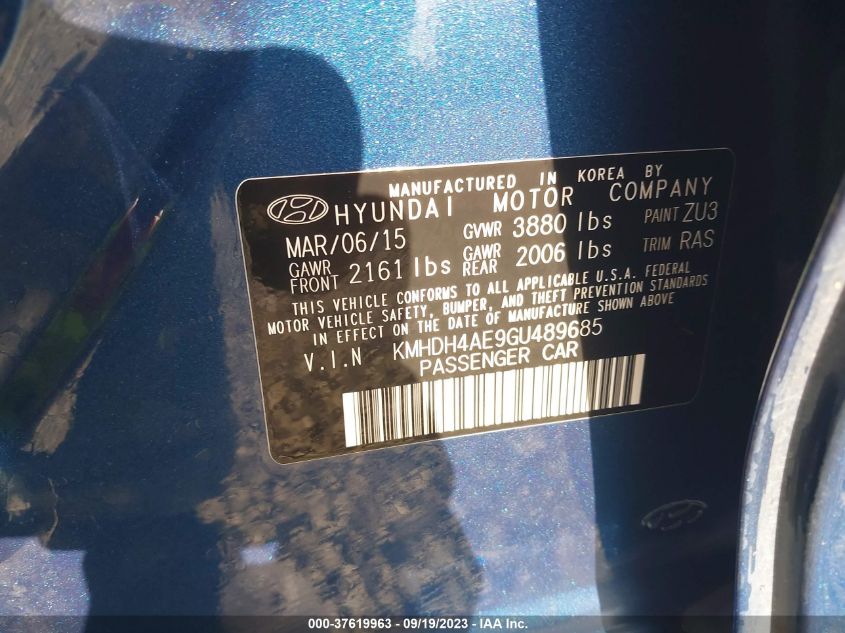 MANUFACTURED IN KOREA BY
HYUNDAI MOTOR COMPANY
MAR/06/15 GVWR 3880 lbs PAINT ZU3
GAWR FRONT 2161 lbs GAWR REAR 2006 lbs TRIM RAS
THIS VEHICLE CONFORMS TO ALL APPLICABLE U.S.A. FEDERAL
MOTOR VEHICLE SAFETY, BUMPER, AND THEFT PREVENTION STANDARDS
IN EFFECT ON THE DATE OF MANUFACTURE SHOWN ABOVE
V.I.N KMHDH4AE9GU489685
PASSENGER CAR
000-37619963 - 09/19/2023 - IAA Inc.